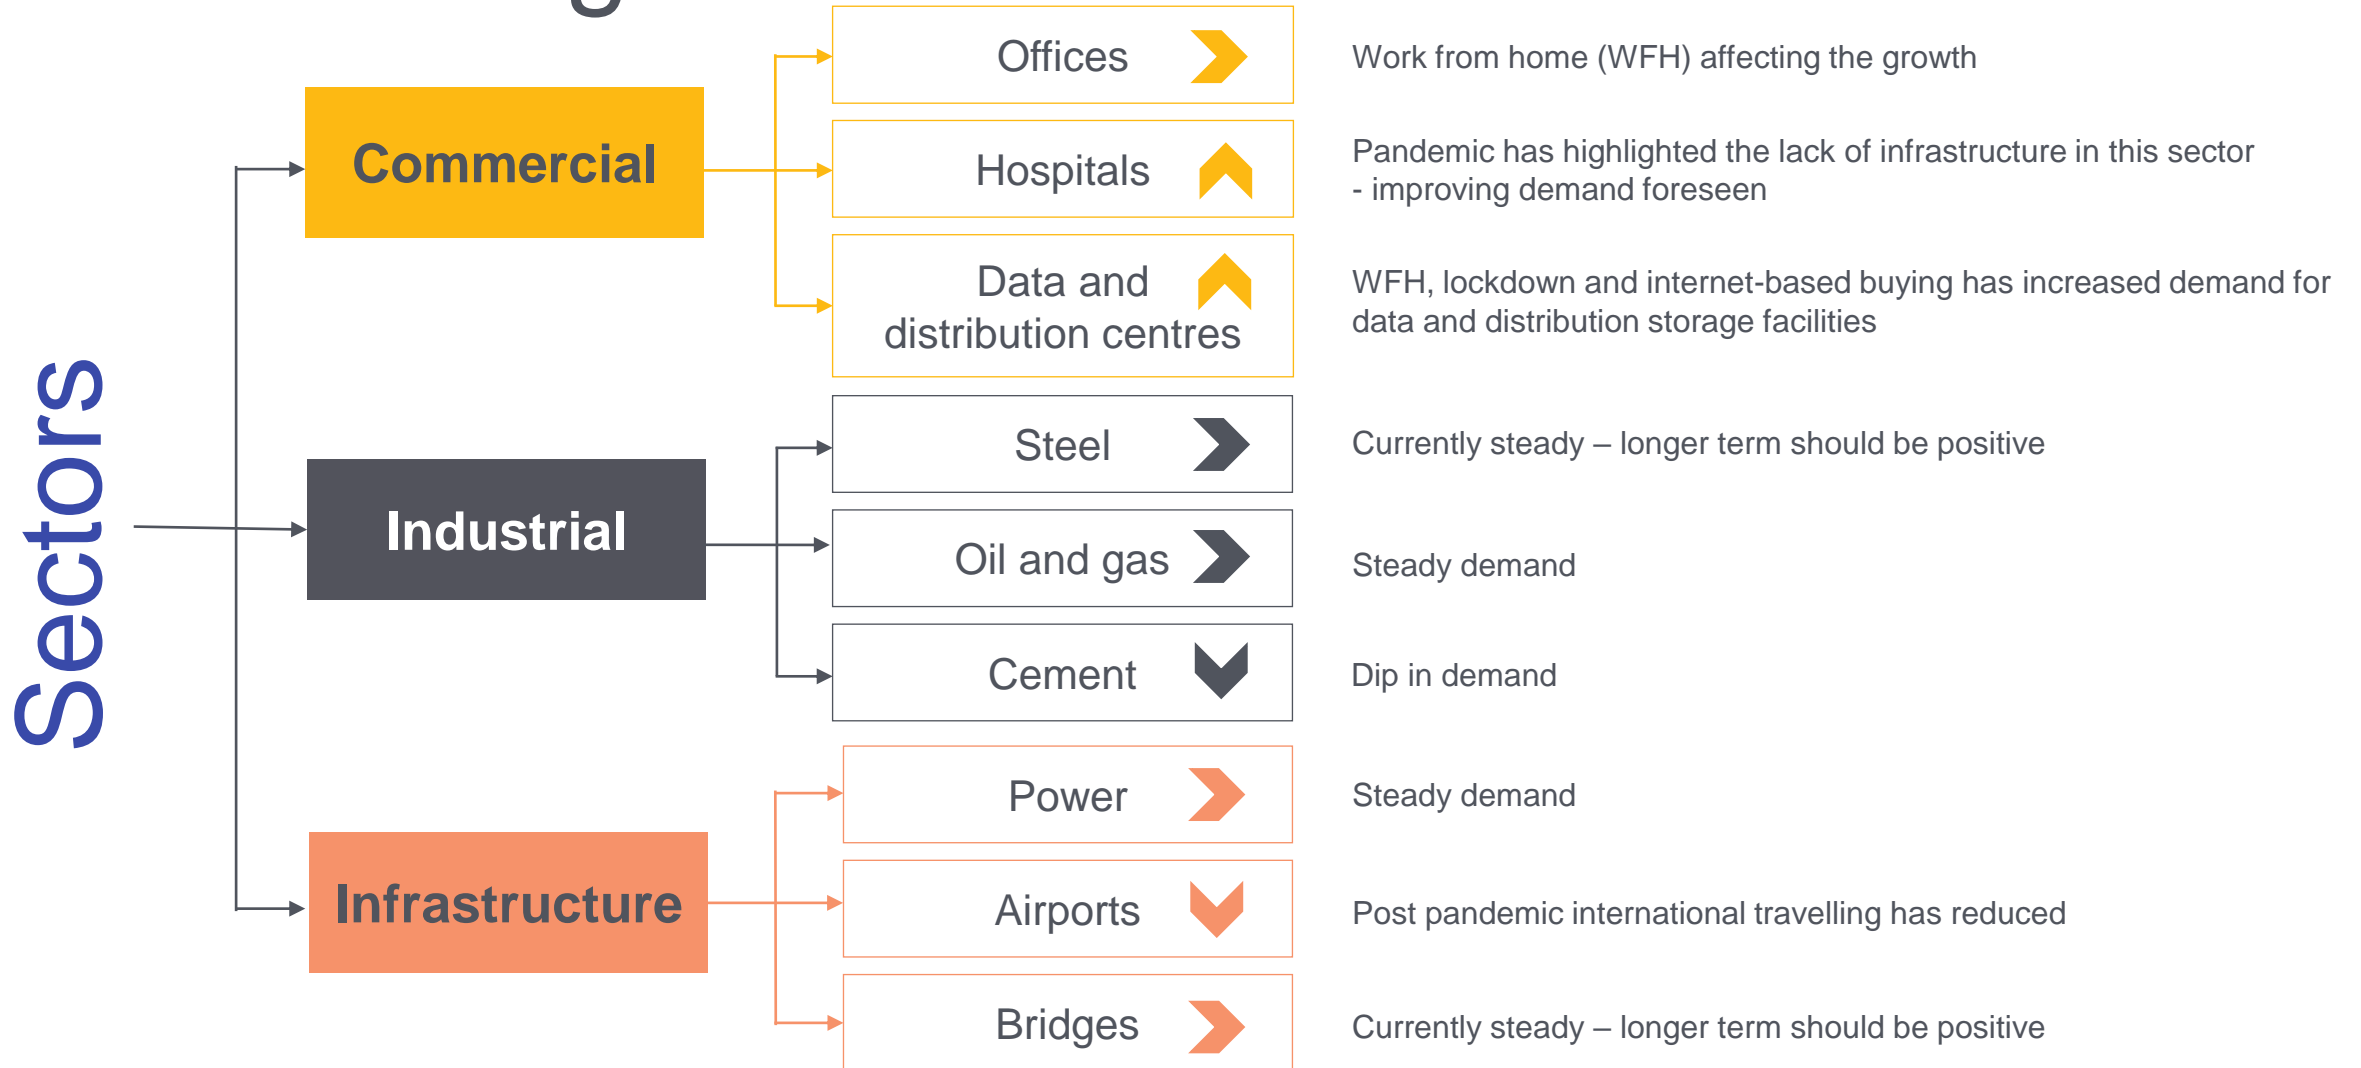 Sectors
Commercial
Offices
Work from home (WFH) affecting the growth
Hospitals
Pandemic has highlighted the lack of infrastructure in this sector
- improving demand foreseen
Data and
distribution centres
WFH, lockdown and internet-based buying has increased demand for
data and distribution storage facilities
Industrial
Steel
Currently steady – longer term should be positive
Oil and gas
Steady demand
Cement
Dip in demand
Infrastructure
Power
Steady demand
Airports
Post pandemic international travelling has reduced
Bridges
Currently steady – longer term should be positive